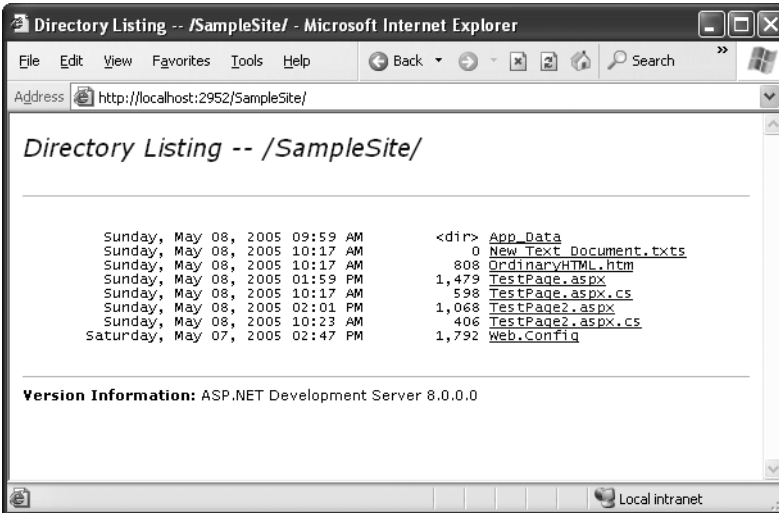 Directory Listing -- /SampleSite/ - Microsoft Internet Explorer
File Edit View Favorites Tools Help Back Search »
Address http://localhost:2952/SampleSite/
Directory Listing -- /SampleSite/
Sunday, May 08, 2005 09:59 AM <dir> App_Data
Sunday, May 08, 2005 10:17 AM 0 New Text Document.txts
Sunday, May 08, 2005 10:17 AM 808 OrdinaryHTML.htm
Sunday, May 08, 2005 01:59 PM 1,479 TestPage.aspx
Sunday, May 08, 2005 10:17 AM 598 TestPage.aspx.cs
Sunday, May 08, 2005 02:01 PM 1,068 TestPage2.aspx
Sunday, May 08, 2005 10:23 AM 406 TestPage2.aspx.cs
Saturday, May 07, 2005 02:47 PM 1,792 Web.Config
Version Information: ASP.NET Development Server 8.0.0.0
Local intranet